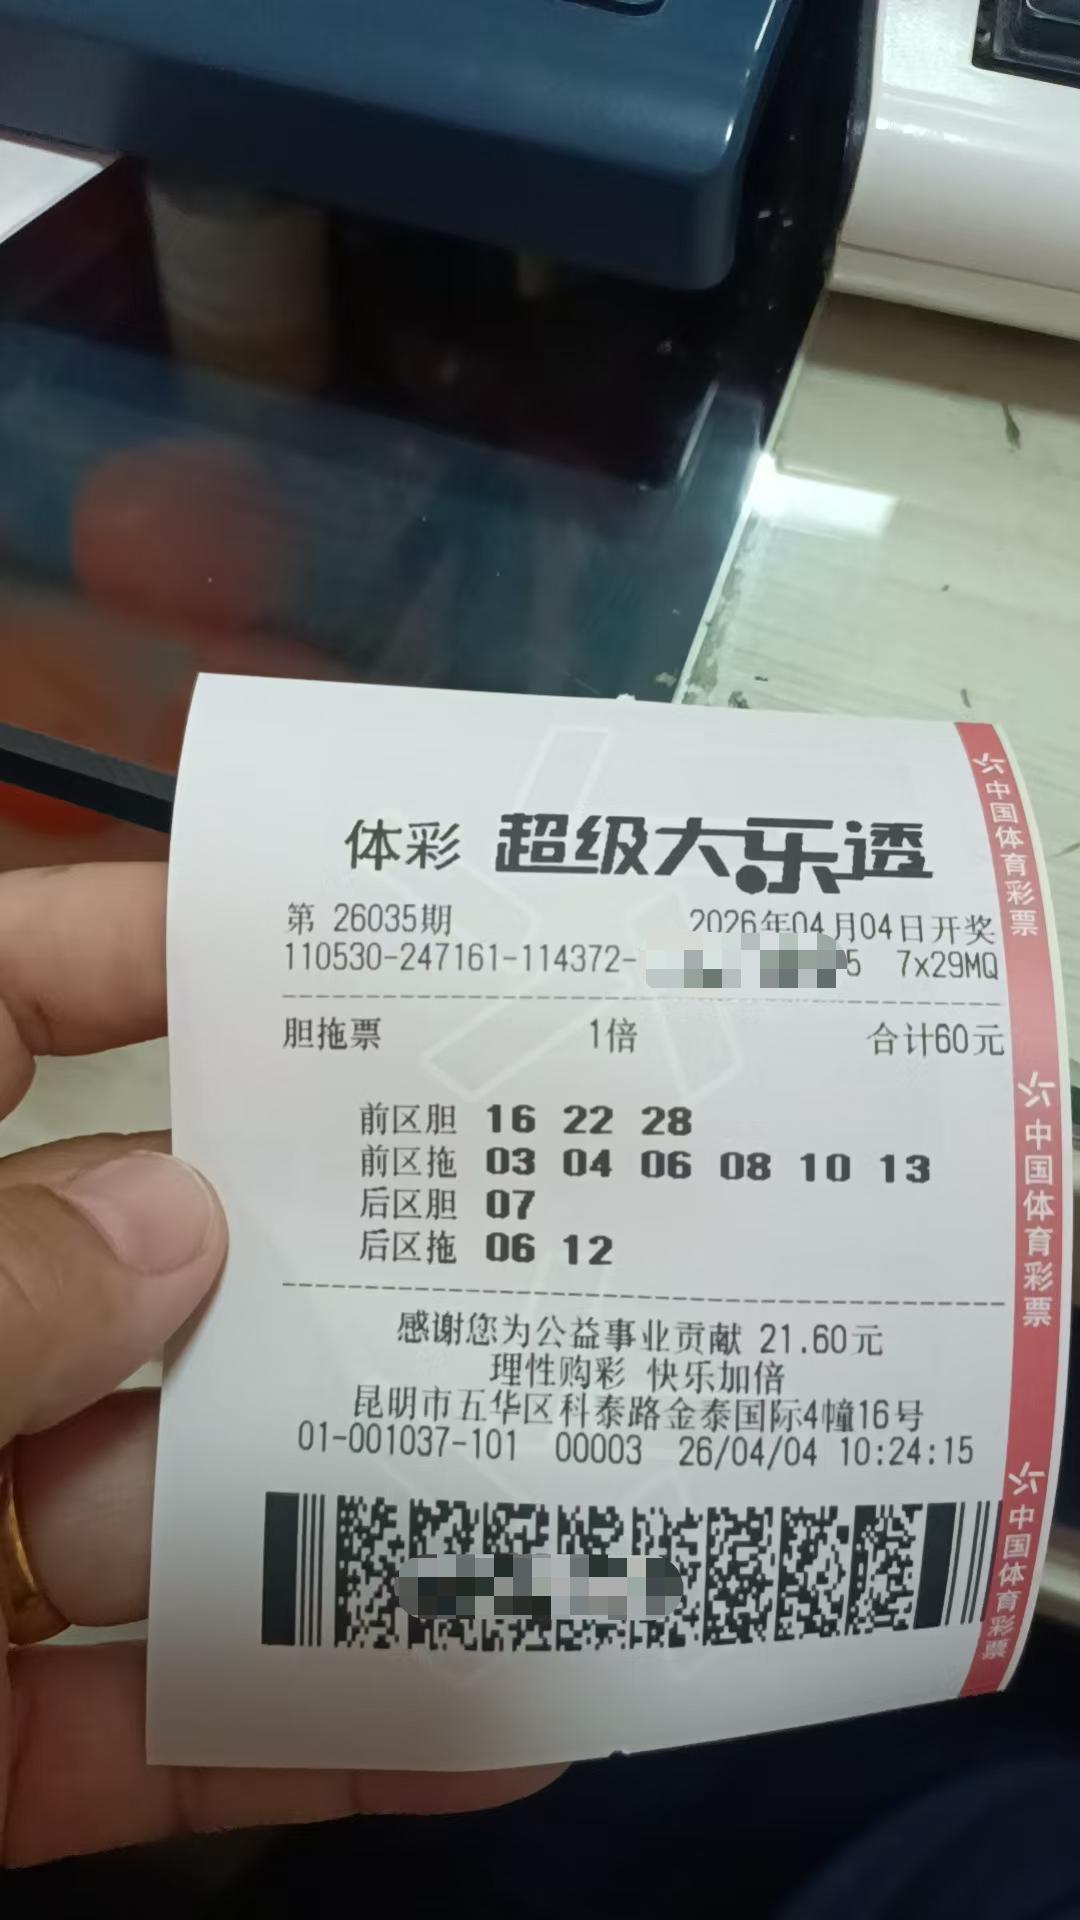 体彩 超级大乐透
第 26035期 2026年04月04日开奖
110530-247161-114372- 5 7x29MQ
胆拖票 1倍 合计60元
前区胆 16 22 28
前区拖 03 04 06 08 10 13
后区胆 07
后区拖 06 12
感谢您为公益事业贡献 21.60元
理性购彩 快乐加倍
昆明市五华区科泰路金泰国际4幢16号
01-001037-101 00003 26/04/04 10:24:15
中国体育彩票
中国体育彩票
中国体育彩票